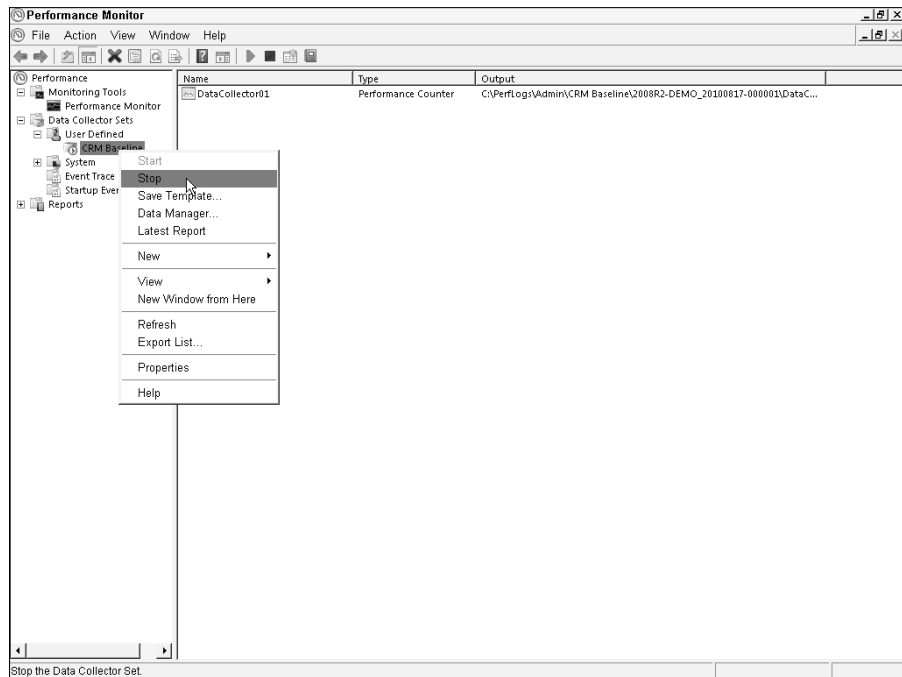 Performance Monitor
File Action View Window Help
Performance
Monitoring Tools
Performance Monitor
Data Collector Sets
User Defined
CRM Baseline
System
Event Trace
Startup Ever
Reports
Name Type Output
DataCollector01 Performance Counter C:\PerfLogs\Admin\CRM Baseline\2008R2-DEMO_20100817-000001\DataC...
Start
Stop
Save Template...
Data Manager...
Latest Report
New
View
New Window from Here
Refresh
Export List...
Properties
Help
Stop the Data Collector Set.